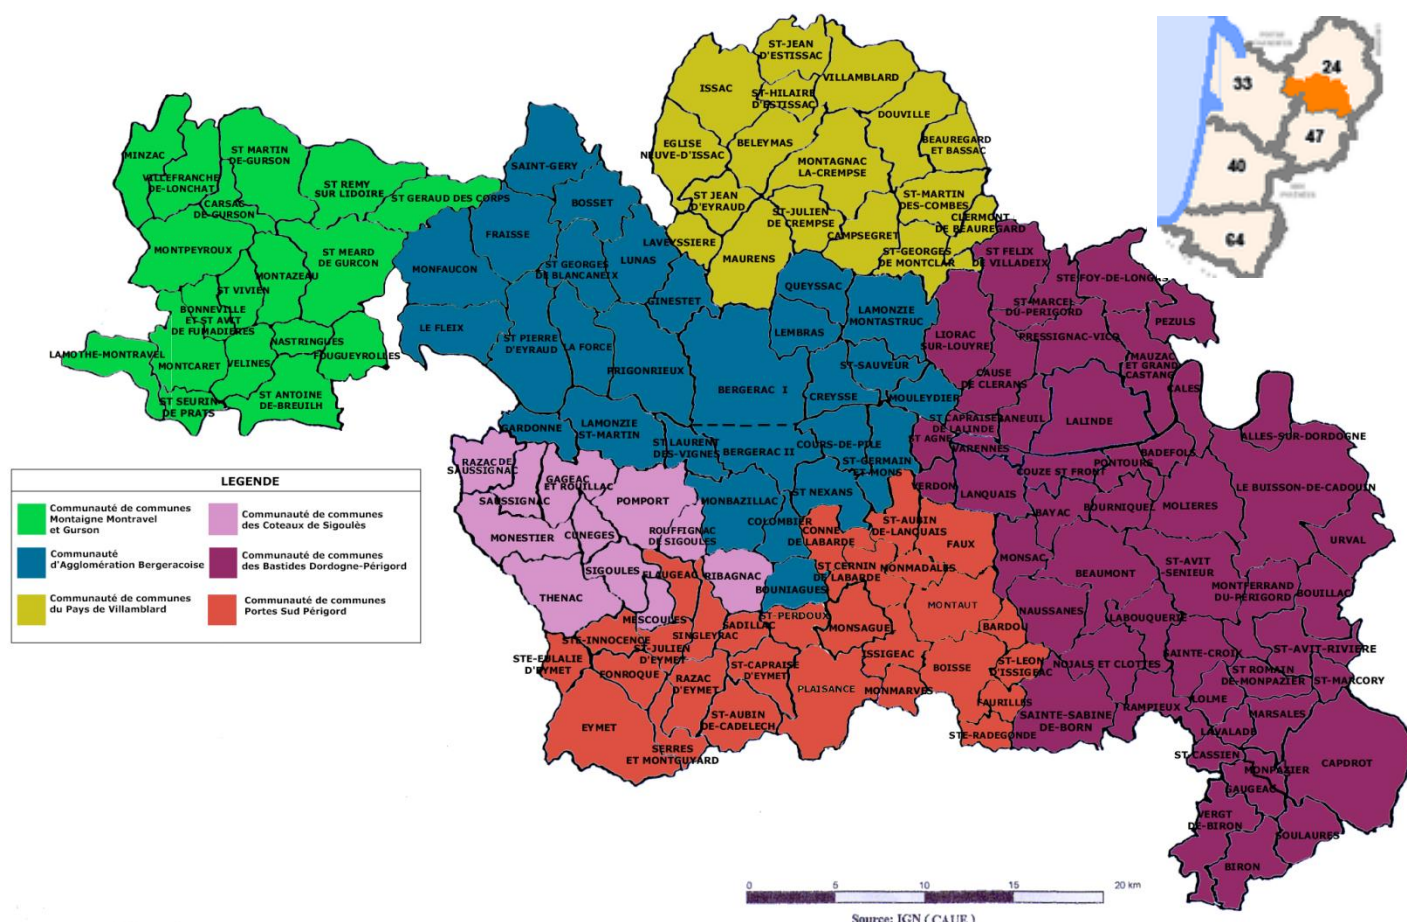 33
24
47
40
64
ST-JEAN
D'ESTISSAC
ISSAC
VILLAMBLARD
ST-HILAIRE
D'ESTISSAC
DOUVILLE
EGLISE
NEUVE-D'ISSAC
BELEYMAS
BEAUREGARD
ET BASSAC
MONTAGNAC
LA-CREMPSE
ST JEAN
D'EYRAUD
ST-JULIEN
DE CREMPSE
ST-MARTIN
DES-COMBES
CLERMONT
DE BEAUREGARD
CAMPSEGRET
LAVEYSSIERE
MAURENS
ST-GEORGES
DE MONTCLAR
MINZAC
ST MARTIN
DE-GURSON
VILLEFRANCHE
DE-LONCHAT
CARSAC
DE-GURSON
ST REMY
SUR LIDOIRE
ST GERAUD DES CORPS
MONTPEYROUX
ST MEARD
DE GURCON
MONTAZEAU
ST VIVIEN
BONNEVILLE
ET ST AVIT
DE FUMADIERES
NASTRINGUES
FOUGUEYROLLES
LAMOTHE-MONTRAVEL
MONTCARET
VELINES
ST SEURIN
DE PRATS
ST ANTOINE
DE-BREUILH
SAINT-GERY
BOSSET
FRAISSE
LUNAS
ST GEORGES
DE BLANCANEIX
MONFAUCON
GINESTET
QUEYSSAC
LAMONZIE
MONTASTRUC
LE FLEIX
ST PIERRE
D'EYRAUD
LA FORCE
PRIGONRIEUX
LEMBRAS
ST-SAUVEUR
BERGERAC I
CREYSSE
MOULEYDIER
GARDONNE
LAMONZIE
ST-MARTIN
ST LAURENT
DES-VIGNES
BERGERAC II
COURS-DE-PILE
ST-GERMAIN
ET-MONS
MONBAZILLAC
ST NEXANS
COLOMBIER
BOUNIAGUES
ST FELIX
DE VILLADEIX
STE-FOY-DE-LONGAS
ST-MARCEL
DU-PERIGORD
PEZULS
LIORAC
SUR-LOUYRE
PRESSIGNAC-VICQ
MAUZAC
ET GRAND
CASTANG
CAUSE
DE CLERANS
CALES
ST CAPRAISE
DE LALINDE
BANEUIL
LALINDE
ST AGNE
VARENNES
ALLES-SUR-DORDOGNE
BADEFOLS
PONTOURS
COUZE ST FRONT
VERDON
LANQUAIS
LE BUISSON-DE-CADOUIN
BAYAC
BOURNIQUEL
MOLIERES
URVAL
MONSAC
BEAUMONT
ST-AVIT
SENIEUR
MONTFERRAND
DU-PÉRIGORD
BOUILLAC
NAUSSANES
LABOUQUERIE
SAINTE-CROIX
ST-AVIT-RIVIÈRE
NOJALS ET CLOTTES
ST ROMAIN
DE-MONPAZIER
ST-MARCORY
SAINTE-SABINE
DE-BORN
RAMPIEUX
LOLME
MARSALES
LAVALADE
ST CASSIEN
MONPAZIER
CAPDROT
GAUGEAC
VERGT
DE-BIRON
SOULAURES
BIRON
RAZAC DE
SAUSSIGNAC
GAGEAC
ET ROUILLAC
SAUSSIGNAC
POMPORT
MONESTIER
CUNEGES
ROUFFIGNAC
DE SIGOULES
SIGOULES
RIBAGNAC
THENAC
MESCOULES
FLAUGEAC
CONNE
DE LABARDE
ST-AUBIN
DE-LANQUAIS
FAUX
ST CERNIN
DE LABARDE
MONMADALES
MONTAUT
BARDOU
ST-PERDOUX
SADILLAC
MONSAGUEL
STE-INNOCENCE
SINGLEYRAC
ST-JULIEN
D'EYMET
ISSIGEAC
BOISSE
ST-LEON
D'ISSIGEAC
STE-EULALIE
D'EYMET
FONROQUE
ST-CAPRAISE
D'EYMET
RAZAC
D'EYMET
PLAISANCE
MONMARVES
FAURILLES
EYMET
ST-AUBIN
DE-CADELECH
STE-RADEGONDE
SERRES
ET MONTGUYARD
LEGENDE
Communauté de communes
Montaigne Montravel
et Gurson
Communauté de communes
des Coteaux de Sigoulès
Communauté
d'Agglomération Bergeracoise
Communauté de communes
des Bastides Dordogne-Périgord
Communauté de communes
du Pays de Villamblard
Communauté de communes
Portes Sud Périgord
0 5 10 15 20 km
Source: IGN ( CAUE )